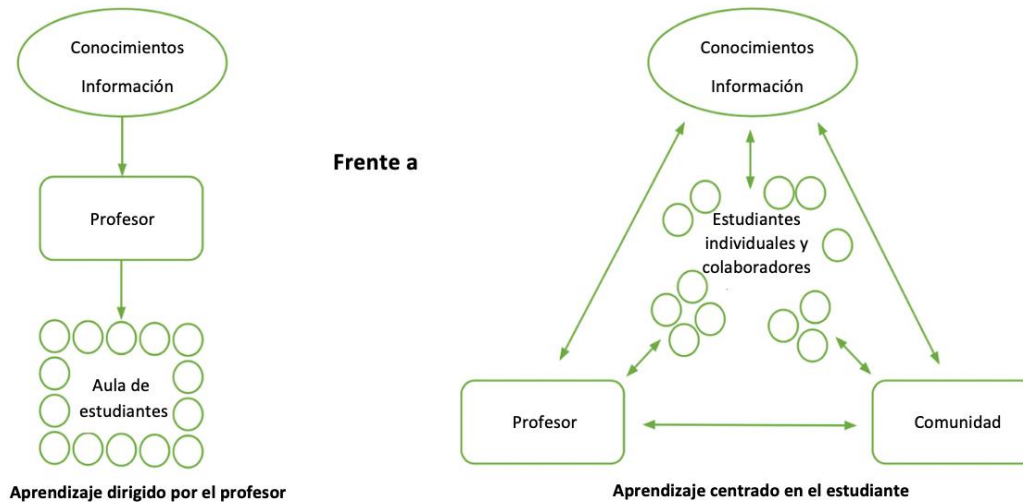 Conocimientos
Información
Profesor
Aula de
estudiantes
Aprendizaje dirigido por el profesor
Frente a
Conocimientos
Información
Estudiantes
individuales y
colaboradores
Profesor
Comunidad
Aprendizaje centrado en el estudiante